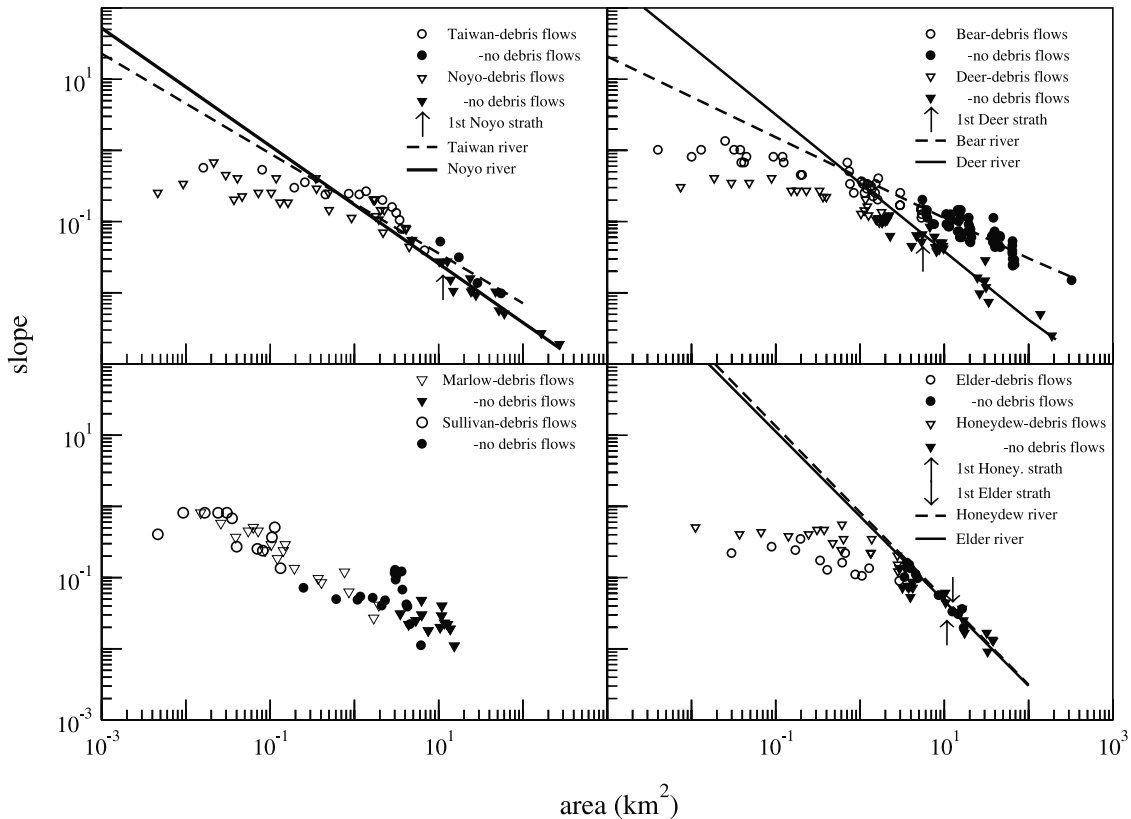 Taiwan-debris flows
-no debris flows
Noyo-debris flows
-no debris flows
1st Noyo strath
Taiwan river
Noyo river
Bear-debris flows
-no debris flows
Deer-debris flows
-no debris flows
1st Deer strath
Bear river
Deer river
10^1
10^-1
slope
Marlow-debris flows
-no debris flows
Sullivan-debris flows
-no debris flows
Elder-debris flows
-no debris flows
Honeydew-debris flows
-no debris flows
1st Honey. strath
1st Elder strath
Honeydew river
Elder river
10^1
10^-1
10^-3
10^-3 10^-1 10^1 10^-1 10^1 10^3
area (km^2)